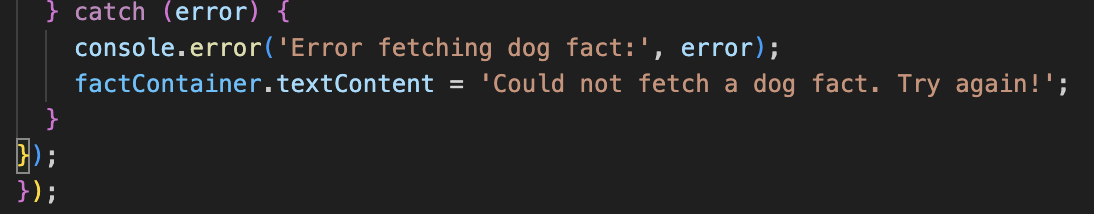 } catch (error) {
console.error('Error fetching dog fact:', error);
factContainer.textContent = 'Could not fetch a dog fact. Try again!';
}
});
});